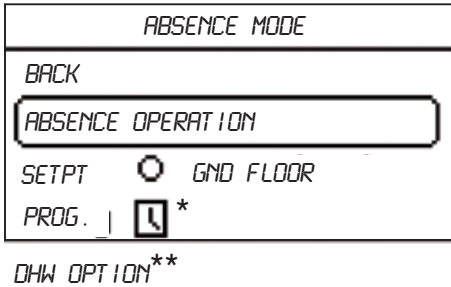 ABSENCE MODE
BACK
ABSENCE OPERATION
SETPT GND FLOOR
PROG. *
DHW OPTION**